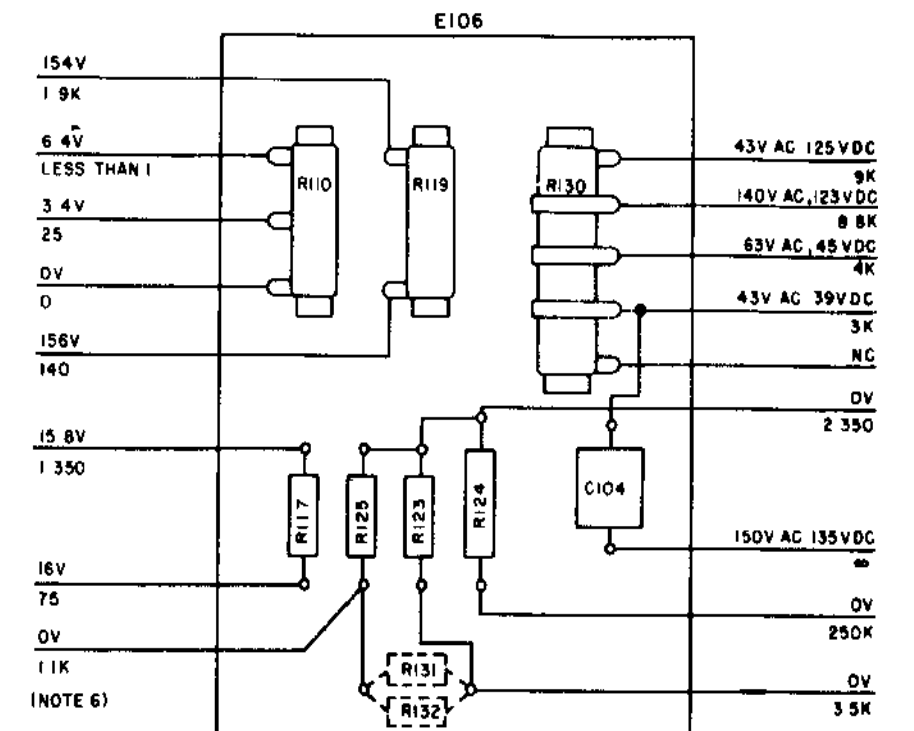 E106
154V
1 9K
6 4V
LESS THAN 1
3 4V
25
0V
0
156V
140
R110
R119
R130
43V AC 125VDC
9K
140V AC,123VDC
8 8K
63V AC,45VDC
4K
43V AC 39VDC
3K
NC
0V
2 350
15 8V
1 350
16V
75
0V
1 1K
(NOTE 6)
R117
R125
R123
R124
C104
150V AC 135VDC
∞
0V
250K
R131
R132
0V
3 5K